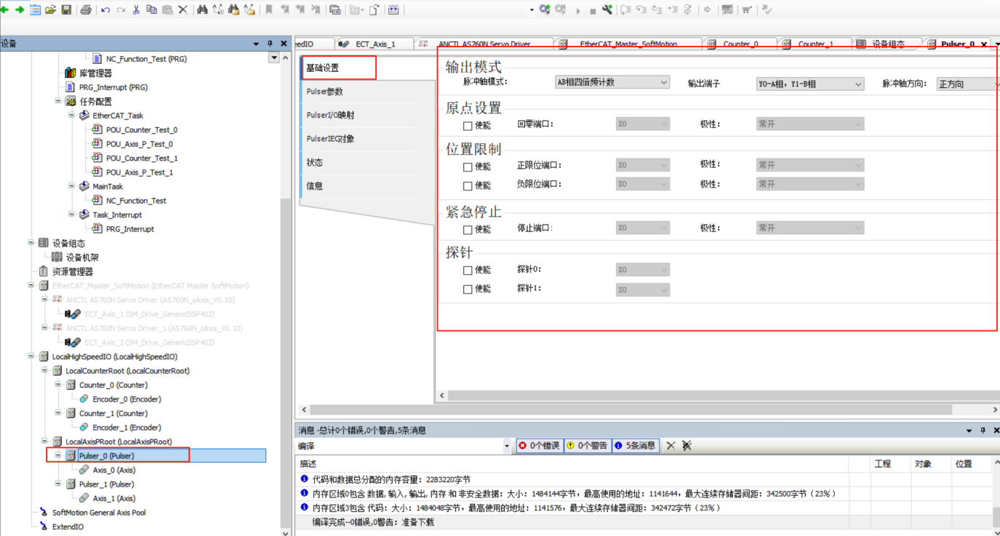 设备
NC_Function_Test (PRG)
库管理器
PRG_Interrupt (PRG)
任务配置
EtherCAT_Task
POU_Counter_Test_0
POU_Axis_P_Test_0
POU_Counter_Test_1
POU_Axis_P_Test_1
MainTask
NC_Function_Test
Task_Interrupt
PRG_Interrupt
设备组态
设备机架
资源管理器
EtherCAT_Master_SoftMotion (EtherCAT Master SoftMotion)
ANCTL AS760N Servo Driver (AS760N_sAxis_V0.10)
ECT_Axis_1 (SM_Drive_GenericDSP402)
ANCTL AS760N Servo Driver_1 (AS760N_sAxis_V0.10)
ECT_Axis_2 (SM_Drive_GenericDSP402)
LocalHighSpeedIO (LocalHighSpeedIO)
LocalCounterRoot (LocalCounterRoot)
Counter_0 (Counter)
Encoder_0 (Encoder)
Counter_1 (Counter)
Encoder_1 (Encoder)
LocalAxisPRoot (LocalAxisPRoot)
Pulser_0 (Pulser)
Axis_0 (Axis)
Pulser_1 (Pulser)
Axis_1 (Axis)
SoftMotion General Axis Pool
ExtendIO
eedIO ECT_Axis_1 ANCTL AS760N Servo Driver EtherCAT_Master_SoftMotion Counter_0 Counter_1 设备组态 Pulser_0
基础设置
Pulser参数
PulserI/O映射
PulserIEC对象
状态
信息
输出模式
脉冲轴模式: AB相四倍频计数 输出端子 Y0-A相, Y1-B相 脉冲轴方向: 正方向
原点设置
使能 回零端口: X0 极性: 常开
位置限制
使能 正限位端口: X0 极性: 常开
使能 负限位端口: X0 极性: 常开
紧急停止
使能 停止端口: X0 极性: 常开
探针
使能 探针0: X0
使能 探针1: X0
消息 -总计0个错误,0个警告,5条消息
编译 0个错误 0个警告 5条消息
描述 工程 对象 位置
代码和数据总分配的内存容量: 2283220字节
内存区域0包含 数据, 输入, 输出, 内存 和 非安全数据: 大小: 1484144字节, 最高使用的地址: 1141644, 最大连续存储器间距: 342500字节 (23%)
内存区域3包含 代码: 大小: 1484048字节, 最高使用的地址: 1141576, 最大连续存储器间距: 342472字节 (23%)
编译完成--0错误,0警告: 准备下载